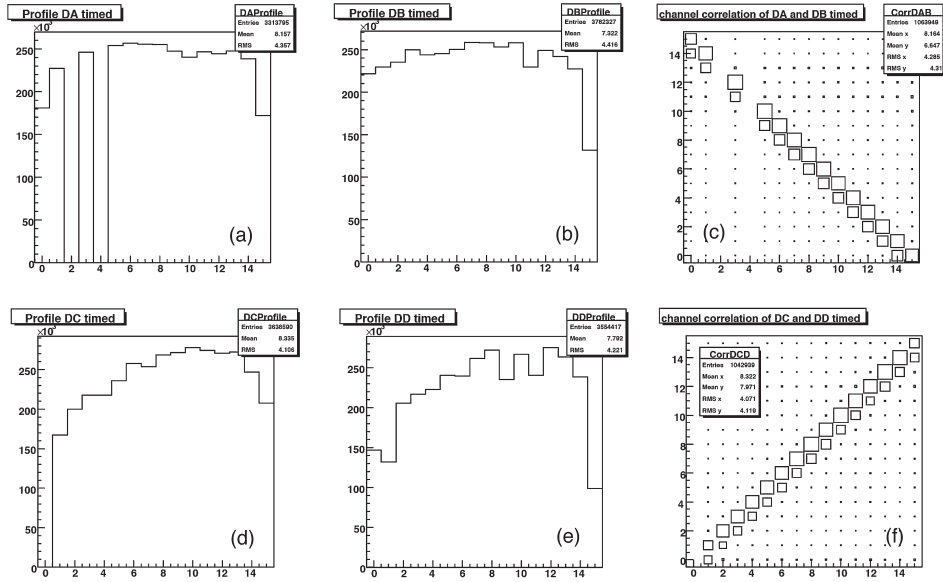 Profile DA timed
×10³
DAProfile
Entries 3313795
Mean 8.157
RMS 4.357
250
200
150
100
50
0
0 2 4 6 8 10 12 14
(a)
Profile DB timed
×10³
DBProfile
Entries 3782327
Mean 7.322
RMS 4.416
250
200
150
100
50
0
0 2 4 6 8 10 12 14
(b)
channel correlation of DA and DB timed
CorrDAB
Entries 1063949
Mean x 8.164
Mean y 6.647
RMS x 4.285
RMS y 4.31
14
12
10
8
6
4
2
0
0 2 4 6 8 10 12 14
(c)
Profile DC timed
×10³
DCProfile
Entries 3638590
Mean 8.335
RMS 4.106
300
250
200
150
100
50
0
0 2 4 6 8 10 12 14
(d)
Profile DD timed
×10³
DDProfile
Entries 3554417
Mean 7.792
RMS 4.221
300
250
200
150
100
50
0
0 2 4 6 8 10 12 14
(e)
channel correlation of DC and DD timed
CorrDCD
Entries 1042939
Mean x 8.322
Mean y 7.971
RMS x 4.071
RMS y 4.119
14
12
10
8
6
4
2
0
0 2 4 6 8 10 12 14
(f)